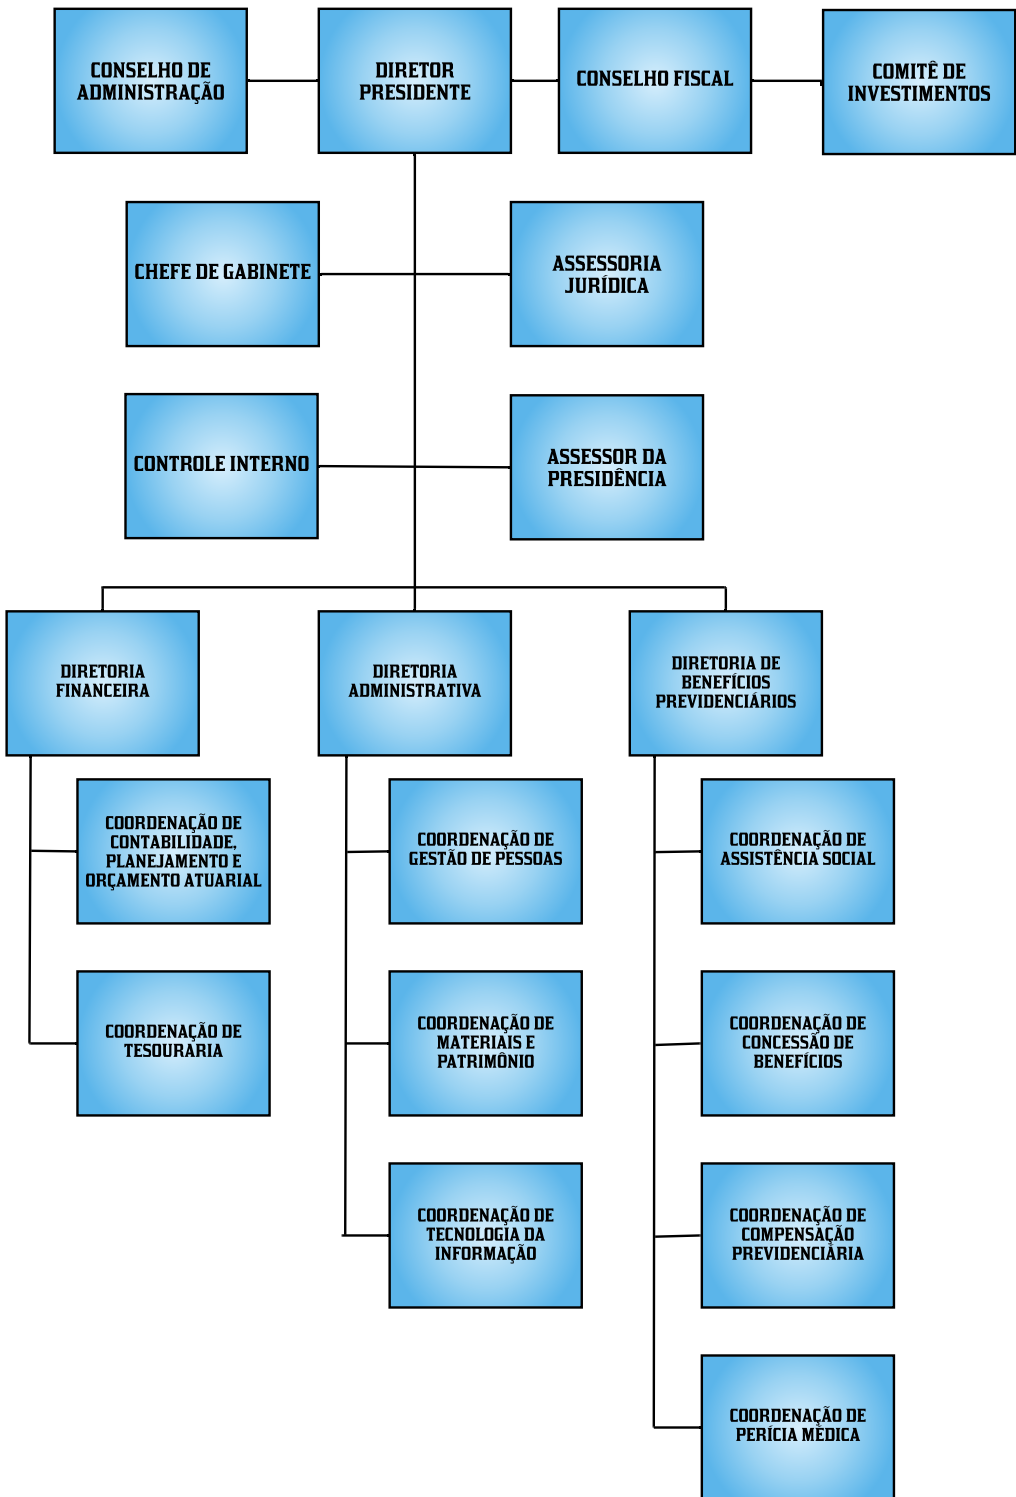 CONSELHO DE
ADMINISTRAÇÃO
DIRETOR
PRESIDENTE
CONSELHO FISCAL
COMITÊ DE
INVESTIMENTOS
CHEFE DE GABINETE
ASSESSORIA
JURÍDICA
CONTROLE INTERNO
ASSESSOR DA
PRESIDÊNCIA
DIRETORIA
FINANCEIRA
DIRETORIA
ADMINISTRATIVA
DIRETORIA DE
BENEFÍCIOS
PREVIDENCIÁRIOS
COORDENAÇÃO DE
CONTABILIDADE,
PLANEJAMENTO E
ORÇAMENTO ATUARIAL
COORDENAÇÃO DE
GESTÃO DE PESSOAS
COORDENAÇÃO DE
ASSISTÊNCIA SOCIAL
COORDENAÇÃO DE
TESOURARIA
COORDENAÇÃO DE
MATERIAIS E
PATRIMÔNIO
COORDENAÇÃO DE
CONCESSÃO DE
BENEFÍCIOS
COORDENAÇÃO DE
TECNOLOGIA DA
INFORMAÇÃO
COORDENAÇÃO DE
COMPENSAÇÃO
PREVIDENCIÁRIA
COORDENAÇÃO DE
PERÍCIA MÉDICA